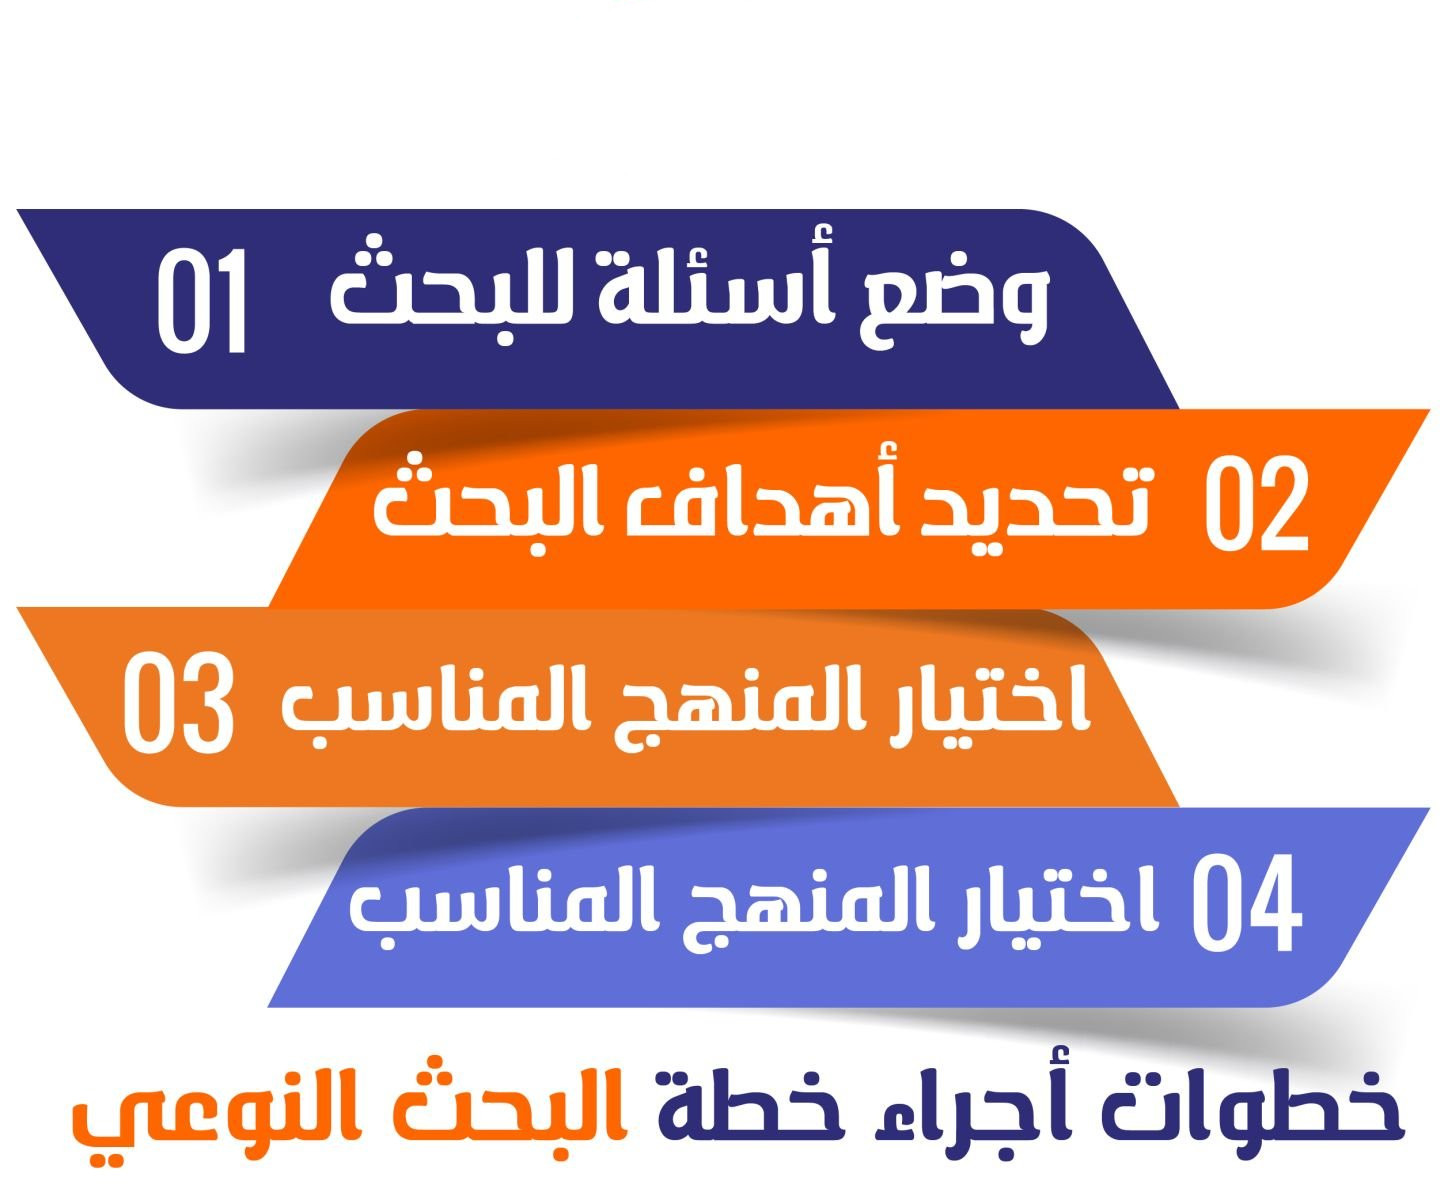 01 وضع أسئلة للبحث
02 تحديد أهداف البحث
03 اختيار المنهج المناسب
04 اختيار المنهج المناسب
خطوات أجراء خطة البحث النوعي